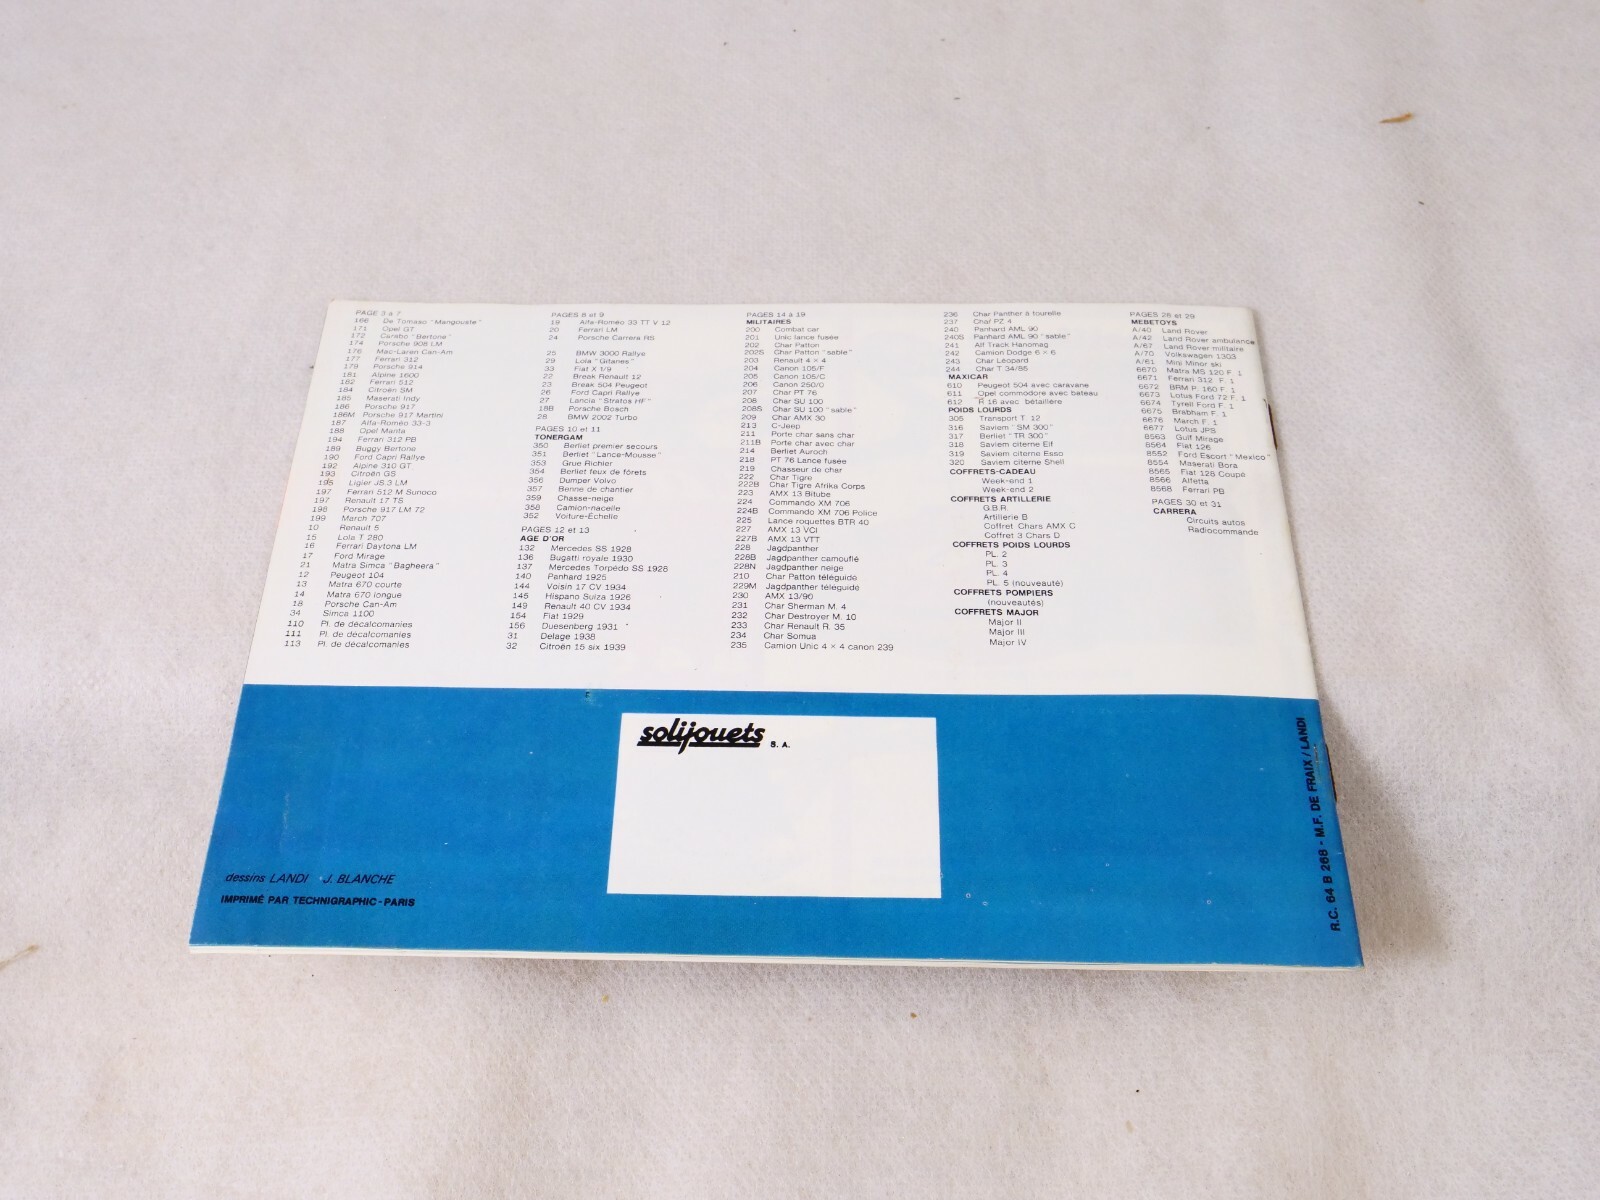 PAGE 3 à 7
166 De Tomaso "Mangouste"
171 Opel GT
172 Carabo "Bertone"
174 Porsche 908 LM
176 Mac-Laren Can-Am
177 Ferrari 312
179 Porsche 914
181 Alpine 1600
182 Ferrari 512
184 Citroën SM
185 Maserati Indy
186 Porsche 917
186M Porsche 917 Martini
187 Alfa-Roméo 33-3
188 Opel Manta
194 Ferrari 312 PB
189 Buggy Bertone
190 Ford Capri Rallye
192 Alpine 310 GT
193 Citroën GS
195 Ligier JS 3 LM
197 Ferrari 512 M Sunoco
197 Renault 17 TS
198 Porsche 917 LM 72
199 March 707
10 Renault 5
15 Lola T 280
16 Ferrari Daytona LM
17 Ford Mirage
21 Matra Simca "Bagheera"
12 Peugeot 104
13 Matra 670 courte
14 Matra 670 longue
18 Porsche Can-Am
34 Simca 1100
110 Pl. de décalcomanies
111 Pl. de décalcomanies
113 Pl. de décalcomanies
PAGES 8 et 9
19 Alfa-Roméo 33 TT V 12
20 Ferrari LM
24 Porsche Carrera RS
25 BMW 3000 Rallye
29 Lola "Gitanes"
33 Fiat X 1/9
22 Break Renault 12
23 Break 504 Peugeot
26 Ford Capri Rallye
27 Lancia "Stratos HF"
18B Porsche Bosch
28 BMW 2002 Turbo
PAGES 10 et 11
TONERGAM
350 Berliet premier secours
351 Berliet "Lance-Mousse"
353 Grue Richier
354 Berliet feux de fôrets
356 Dumper Volvo
357 Benne de chantier
359 Chasse-neige
358 Camion-nacelle
352 Voiture-Échelle
PAGES 12 et 13
AGE D'OR
132 Mercedes SS 1928
136 Bugatti royale 1930
137 Mercedes Torpédo SS 1928
140 Panhard 1925
144 Voisin 17 CV 1934
145 Hispano Suiza 1926
149 Renault 40 CV 1934
154 Fiat 1929
156 Duesenberg 1931
31 Delage 1938
32 Citroën 15 six 1939
PAGES 14 à 19
MILITAIRES
200 Combat car
201 Unic lance fusée
202 Char Patton
202S Char Patton "sable"
203 Renault 4 × 4
204 Canon 105/F
205 Canon 105/C
206 Canon 250/0
207 Char PT 76
208 Char SU 100
208S Char SU 100 "sable"
209 Char AMX 30
213 C-Jeep
211 Porte char sans char
211B Porte char avec char
214 Berliet Auroch
218 PT 76 Lance fusée
219 Chasseur de char
222 Char Tigre
222B Char Tigre Afrika Corps
223 AMX 13 Bitube
224 Commando XM 706
224B Commando XM 706 Police
225 Lance roquettes BTR 40
227 AMX 13 VCI
227B AMX 13 VTT
228 Jagdpanther
228B Jagdpanther camouflé
228N Jagdpanther neige
210 Char Patton téléguidé
229M Jagdpanther téléguidé
230 AMX 13/90
231 Char Sherman M. 4
232 Char Destroyer M. 10
233 Char Renault R. 35
234 Char Somua
235 Camion Unic 4 × 4 canon 239
236 Char Panther à tourelle
237 Char PZ 4
240 Panhard AML 90
240S Panhard AML 90 "sable"
241 Alf Track Hanomag
242 Camion Dodge 6 × 6
243 Char Léopard
244 Char T.34/85
MAXICAR
610 Peugeot 504 avec caravane
611 Opel commodore avec bateau
612 R 16 avec bétaillère
POIDS LOURDS
305 Transport T. 12
316 Saviem "SM 300"
317 Berliet "TR 300"
318 Saviem citerne Elf
319 Saviem citerne Esso
320 Saviem citerne Shell
COFFRETS-CADEAU
Week-end 1
Week-end 2
COFFRETS ARTILLERIE
G.B.R.
Artillerie B
Coffret Chars AMX C
Coffret 3 Chars D
COFFRETS POIDS LOURDS
PL. 2
PL. 3
PL. 4
PL. 5 (nouveauté)
COFFRETS POMPIERS
(nouveautés)
COFFRETS MAJOR
Major II
Major III
Major IV
PAGES 28 et 29
MEBETOYS
A/40 Land Rover
A/42 Land Rover ambulance
A/67 Land Rover militaire
A/70 Volkswagen 1303
A/61 Mini Minor ski
6670 Matra MS 120 F. 1
6671 Ferrari 312 F. 1
6672 BRM P. 160 F. 1
6673 Lotus Ford 72 F. 1
6674 Tyrell Ford F. 1
6675 Brabham F. 1
6676 March F. 1
6677 Lotus JPS
8563 Gulf Mirage
8564 Fiat 126
8552 Ford Escort "Mexico"
8554 Maserati Bora
8565 Fiat 128 Coupé
8566 Alfetta
8568 Ferrari PB
PAGES 30 et 31
CARRERA
Circuits autos
Radiocommande
solijouets S. A.
dessins LANDI J. BLANCHE
IMPRIMÉ PAR TECHNIGRAPHIC - PARIS
R.C. 64 B 268 - M.F. DE FRAIX / LANDI